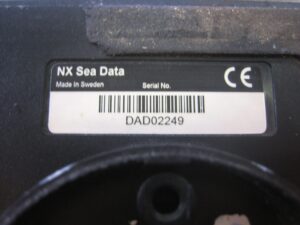 NX Sea Data
Made in Sweden Serial No.
CE
DAD02249